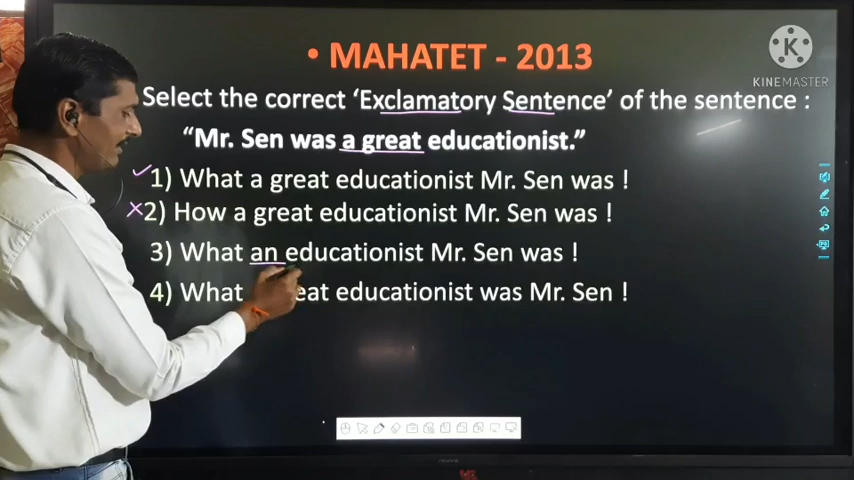 • MAHATET - 2013
K
KINEMASTER
Select the correct ‘Exclamatory Sentence’ of the sentence :
“Mr. Sen was a great educationist.”
1) What a great educationist Mr. Sen was !
2) How a great educationist Mr. Sen was !
3) What an educationist Mr. Sen was !
4) What eat educationist was Mr. Sen !